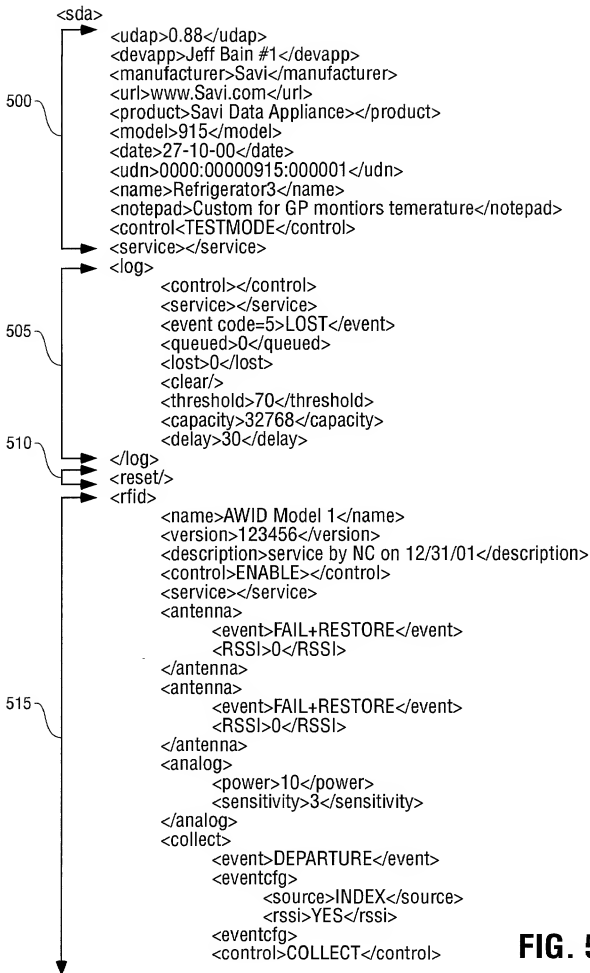 <sda>
<udap>0.88</udap>
<devapp>Jeff Bain #1</devapp>
<manufacturer>Savi</manufacturer>
<url>www.Savi.com</url>
500
<product>Savi Data Appliance></product>
<model>915</model>
<date>27-10-00</date>
<udn>0000:00000915:000001</udn>
<name>Refrigerator3</name>
<notepad>Custom for GP montiors temerature</notepad>
<control<TESTMODE</control>
<service></service>
<log>
<control></control>
<service></service>
505
<event code=5>LOST</event>
<queued>0</queued>
<lost>0</lost>
<clear/>
<threshold>70</threshold>
<capacity>32768</capacity>
<delay>30</delay>
510
</log>
<reset/>
<rfid>
<name>AWID Model 1</name>
<version>123456</version>
<description>service by NC on 12/31/01</description>
<control>ENABLE></control>
<service></service>
<antenna>
<event>FAIL+RESTORE</event>
<RSSI>0</RSSI>
</antenna>
<antenna>
515
<event>FAIL+RESTORE</event>
<RSSI>0</RSSI>
</antenna>
<analog>
<power>10</power>
<sensitivity>3</sensitivity>
</analog>
<collect>
<event>DEPARTURE</event>
<eventcfg>
<source>INDEX</source>
<rssi>YES</rssi>
<eventcfg>
<control>COLLECT</control>
FIG. 5